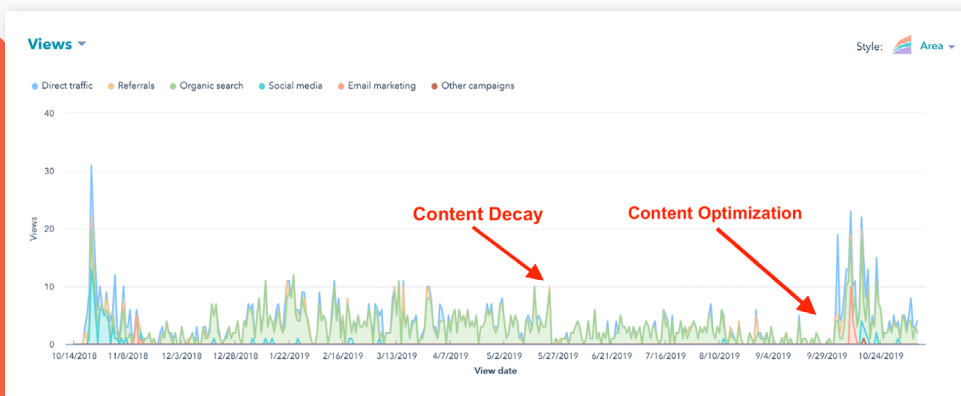 Views
Style: Area
Direct traffic Referrals Organic search Social media Email marketing Other campaigns
40
30
20
10
0
Views
Content Decay
Content Optimization
10/14/2018 11/8/2018 12/3/2018 12/28/2018 1/22/2019 2/16/2019 3/13/2019 4/7/2019 5/2/2019 5/27/2019 6/21/2019 7/16/2019 8/10/2019 9/4/2019 9/29/2019 10/24/2019
View date